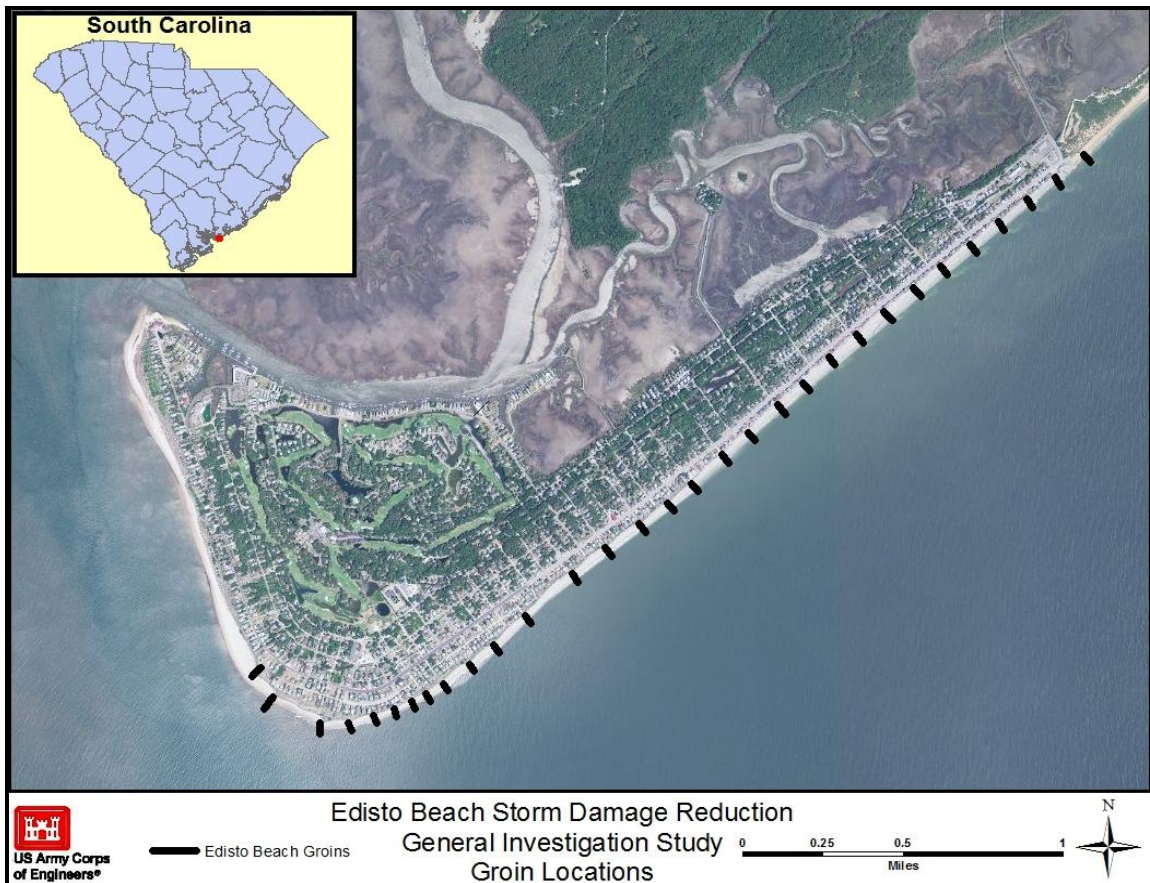 South Carolina
US Army Corps
of Engineers®
Edisto Beach Groins
Edisto Beach Storm Damage Reduction
General Investigation Study
Groin Locations
0 0.25 0.5 1
Miles
N